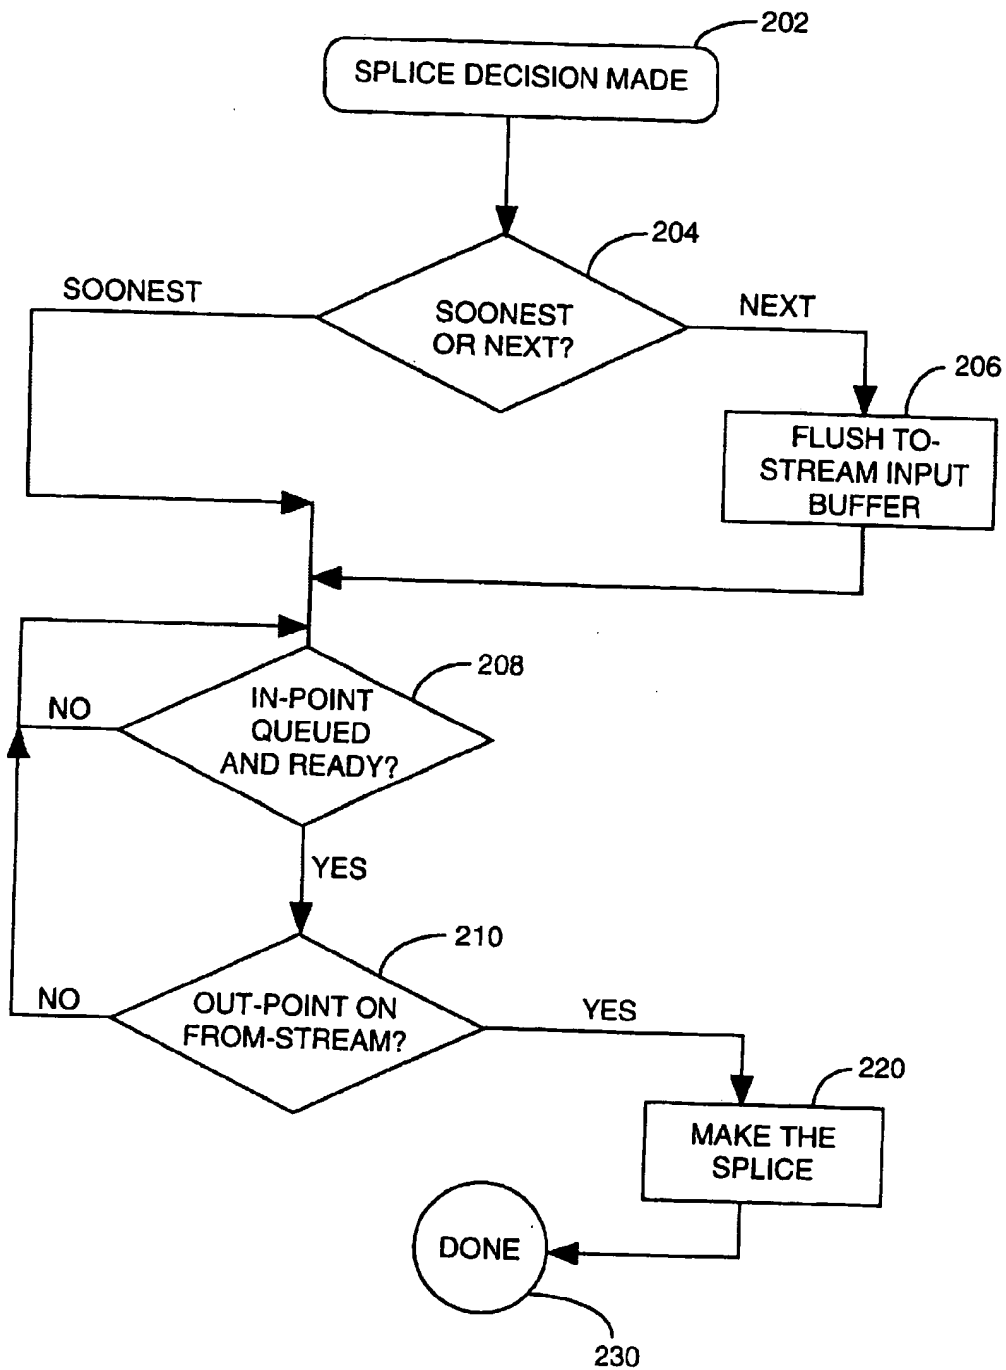 202
SPLICE DECISION MADE
204
SOONEST
SOONEST
OR NEXT?
NEXT
206
FLUSH TO-
STREAM INPUT
BUFFER
208
NO
IN-POINT
QUEUED
AND READY?
YES
210
NO
OUT-POINT ON
FROM-STREAM?
YES
220
MAKE THE
SPLICE
DONE
230